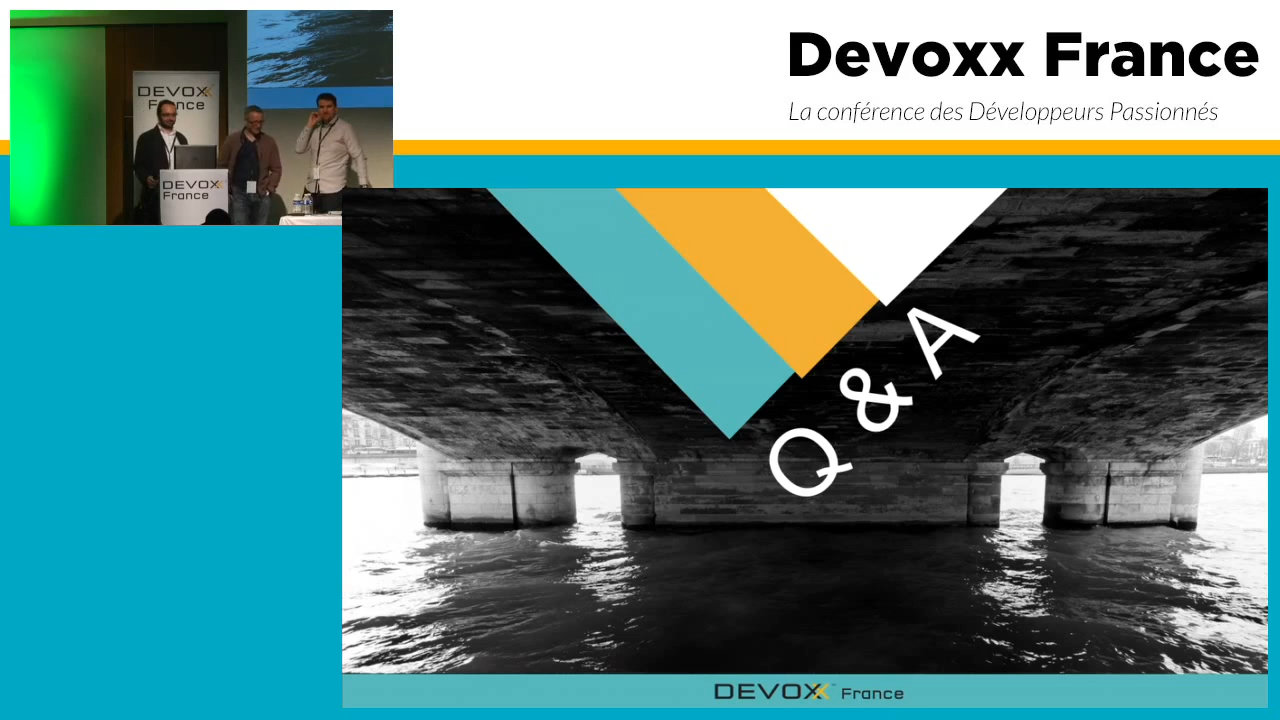 Devoxx France
La conférence des Développeurs Passionnés
DEVOXX
France
DEVOXX
France
Q & A
DEVOXX France